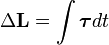 Δ𝐋 = ∫ 𝝉dt